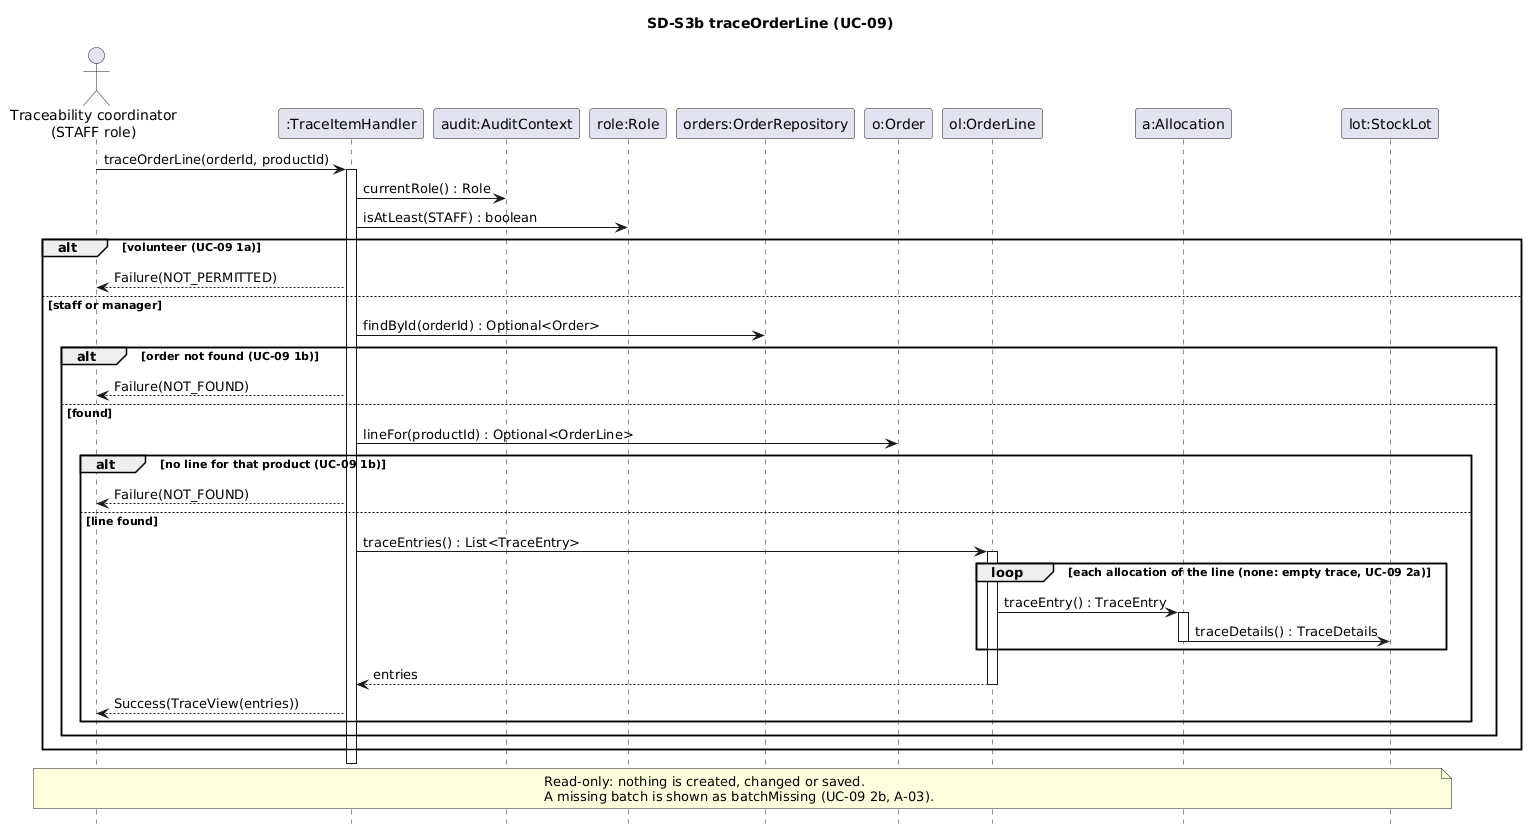 SD-S3b traceOrderLine (UC-09)
Traceability coordinator
(STAFF role)
:TraceItemHandler
audit:AuditContext
role:Role
orders:OrderRepository
o:Order
ol:OrderLine
a:Allocation
lot:StockLot
traceOrderLine(orderId, productId)
currentRole() : Role
isAtLeast(STAFF) : boolean
alt [volunteer (UC-09 1a)]
Failure(NOT_PERMITTED)
[staff or manager]
findById(orderId) : Optional<Order>
alt [order not found (UC-09 1b)]
Failure(NOT_FOUND)
[found]
lineFor(productId) : Optional<OrderLine>
alt [no line for that product (UC-09 1b)]
Failure(NOT_FOUND)
[line found]
traceEntries() : List<TraceEntry>
loop [each allocation of the line (none: empty trace, UC-09 2a)]
traceEntry() : TraceEntry
traceDetails() : TraceDetails
entries
Success(TraceView(entries))
Read-only: nothing is created, changed or saved.
A missing batch is shown as batchMissing (UC-09 2b, A-03).